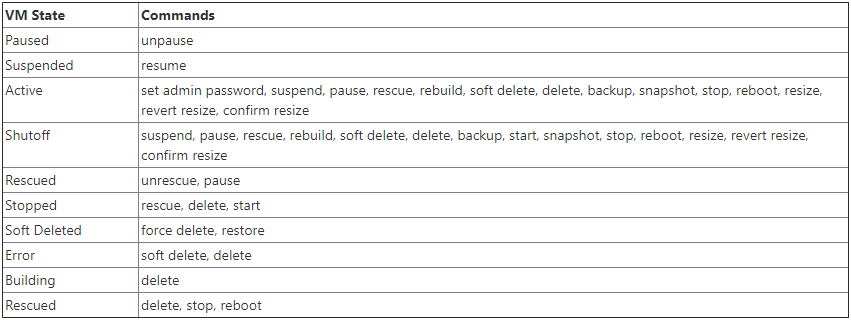 VM State Commands
Paused unpause
Suspended resume
Active set admin password, suspend, pause, rescue, rebuild, soft delete, delete, backup, snapshot, stop, reboot, resize,
revert resize, confirm resize
Shutoff suspend, pause, rescue, rebuild, soft delete, delete, backup, start, snapshot, stop, reboot, resize, revert resize,
confirm resize
Rescued unrescue, pause
Stopped rescue, delete, start
Soft Deleted force delete, restore
Error soft delete, delete
Building delete
Rescued delete, stop, reboot